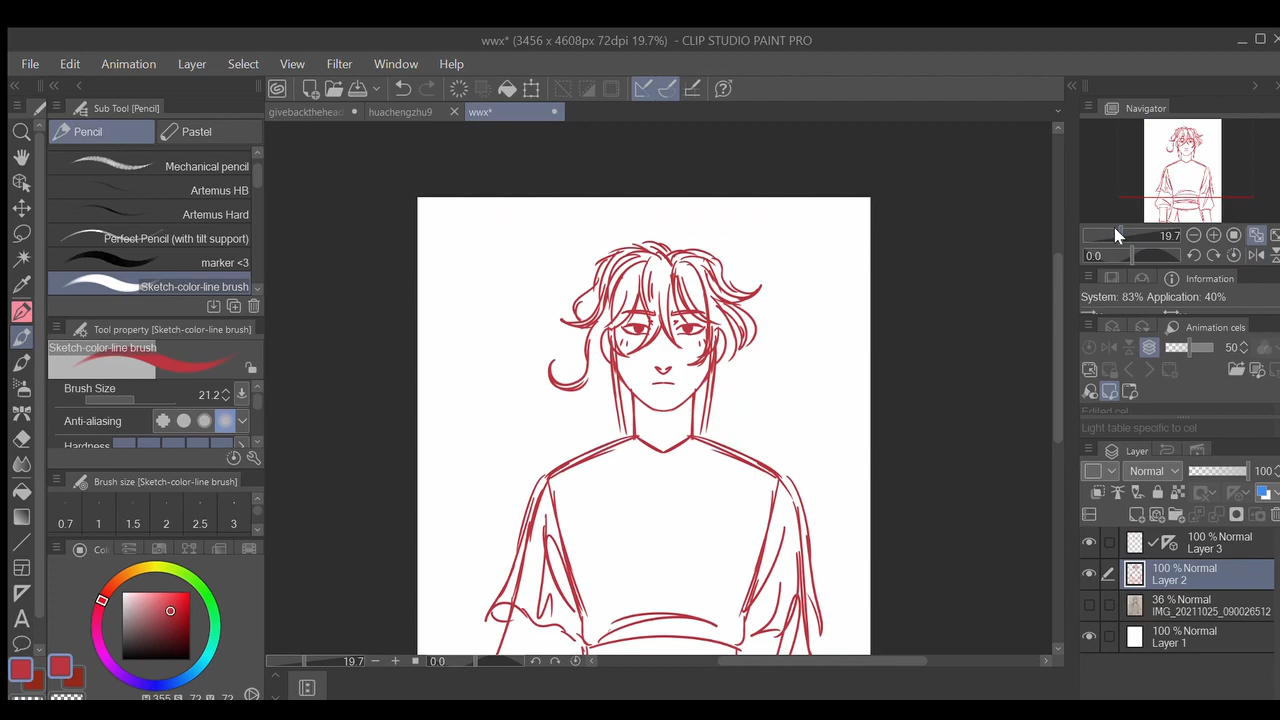 wwx* (3456 x 4608px 72dpi 19.7%) - CLIP STUDIO PAINT PRO
File Edit Animation Layer Select View Filter Window Help
Sub Tool [Pencil]
Pencil Pastel
Mechanical pencil
Artemus HB
Artemus Hard
Perfect Pencil (with tilt support)
marker <3
Sketch-color-line brush
Tool property [Sketch-color-line brush]
Sketch-color-line brush
Brush Size 21.2
Anti-aliasing
Hardness
Brush size [Sketch-color-line brush]
0.7 1 1.5 2 2.5 3
givebackthehead huachengzhu9 wwx*
19.7 0.0
Navigator
19.7
0.0
Information
System: 83% Application: 40%
Animation cels
50
Edited cel
Light table specific to cel
Layer
Normal 100
100 % Normal
Layer 3
100 % Normal
Layer 2
36 % Normal
IMG_20211025_090026512
100 % Normal
Layer 1